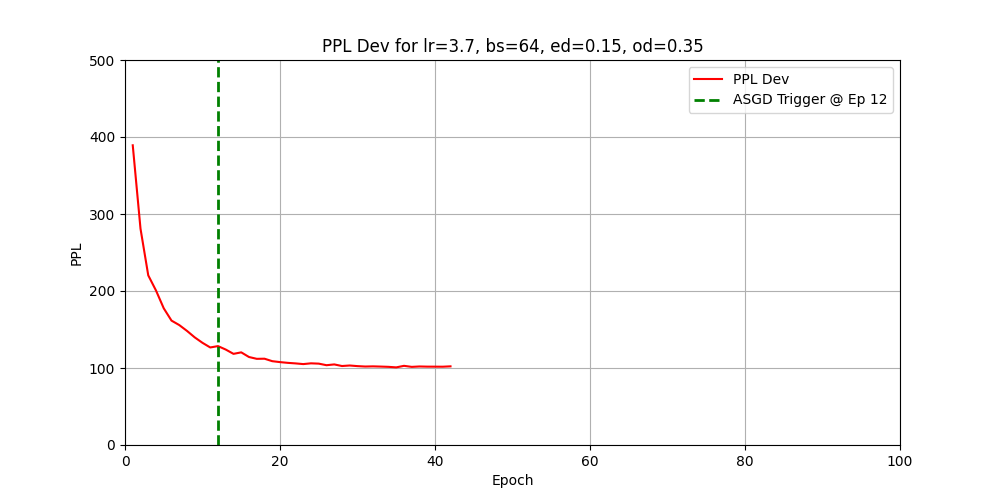 PPL Dev for lr=3.7, bs=64, ed=0.15, od=0.35
PPL Dev
ASGD Trigger @ Ep 12
500
400
300
200
100
0
PPL
0 20 40 60 80 100
Epoch